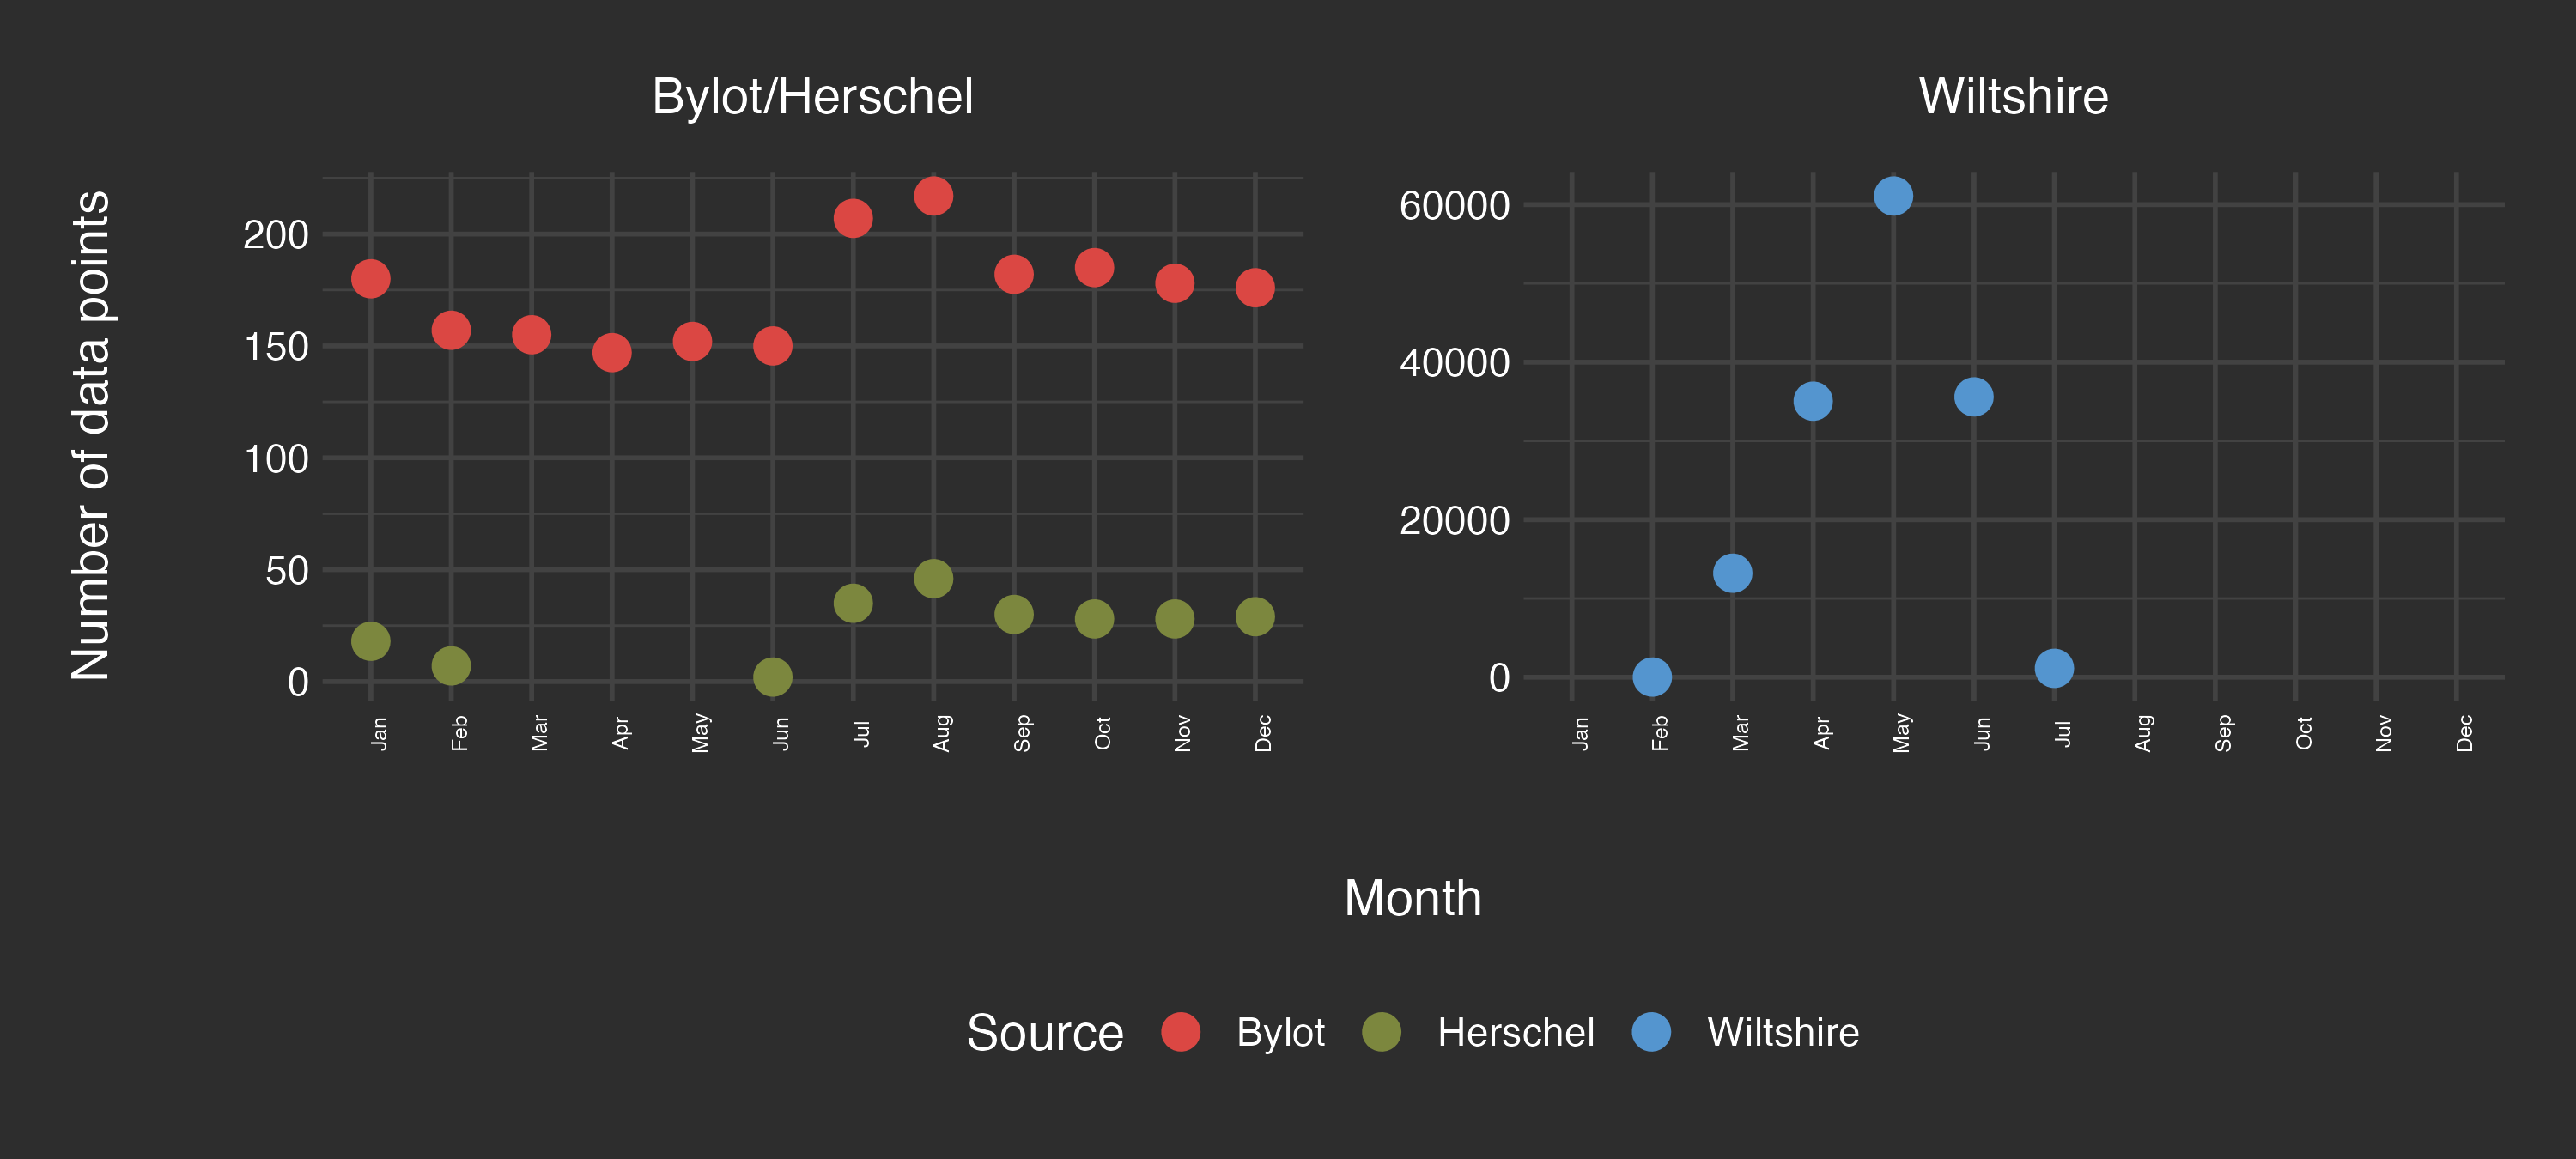 Bylot/Herschel
Wiltshire
Number of data points
200
150
100
50
0
60000
40000
20000
0
Jan Feb Mar Apr May Jun Jul Aug Sep Oct Nov Dec
Jan Feb Mar Apr May Jun Jul Aug Sep Oct Nov Dec
Month
Source Bylot Herschel Wiltshire